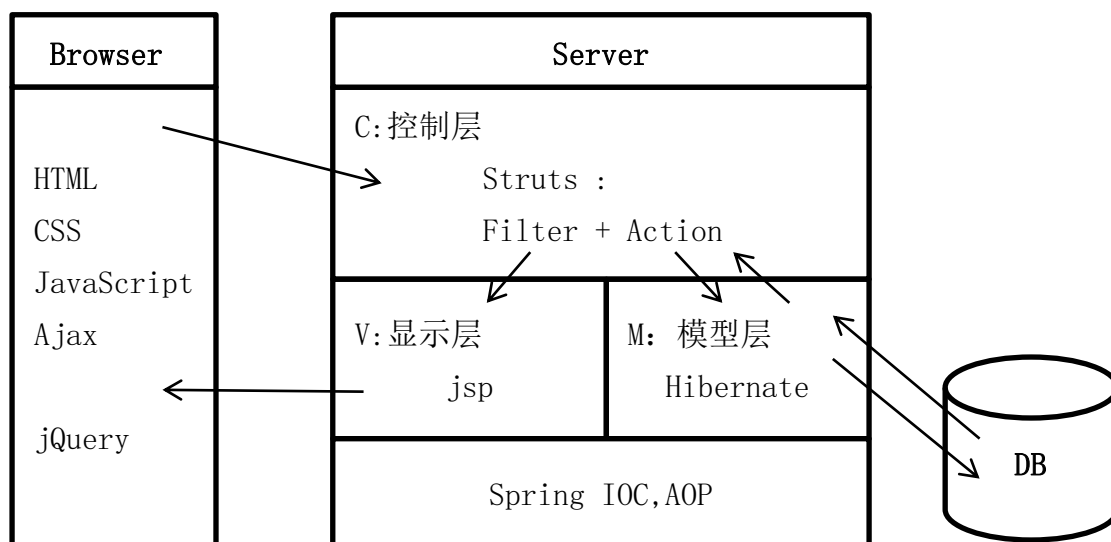 Browser
HTML
CSS
JavaScript
Ajax
jQuery
Server
C:控制层
Struts :
Filter + Action
V:显示层
jsp
M: 模型层
Hibernate
Spring IOC,AOP
DB